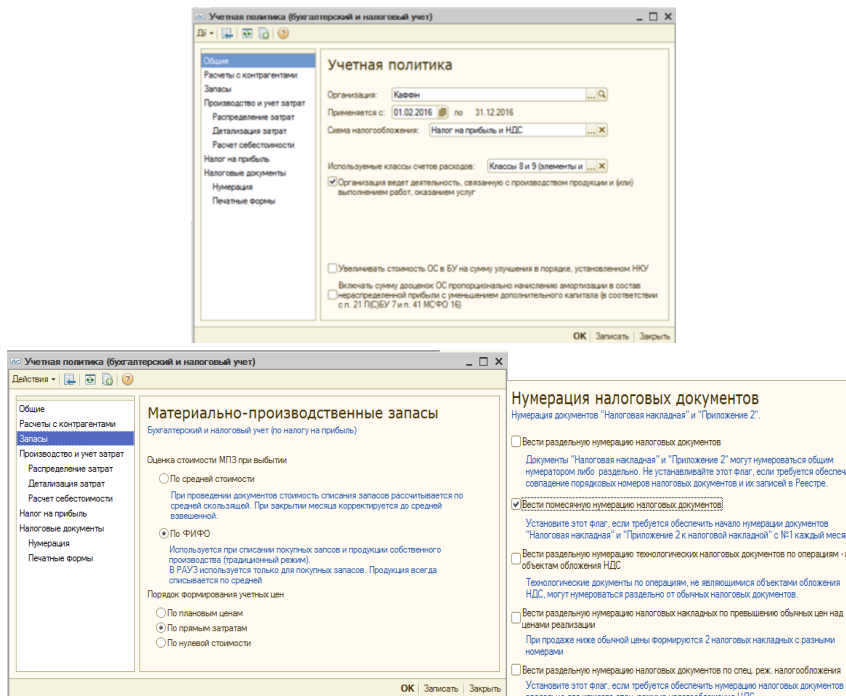 Учетная политика (бухгалтерский и налоговый учет)
Общие
Расчеты с контрагентами
Запасы
Производство и учет затрат
Распределение затрат
Детализация затрат
Расчет себестоимости
Налог на прибыль
Налоговые документы
Нумерация
Печатные формы
Учетная политика
Организация: Каффін
Применяется с: 01.02.2016 по 31.12.2016
Схема налогообложения: Налог на прибыль и НДС
Используемые классы счетов расходов: Классы 8 и 9 (элементы и
Организация ведет деятельность, связанную с производством продукции и (или)
выполнением работ, оказанием услуг
Увеличивать стоимость ОС в БУ на сумму улучшения в порядке, установленном НКУ
Включать сумму дооценок ОС пропорционально начислению амортизации в состав
нераспределенной прибыли с уменьшением дополнительного капитала (в соответствии
с п. 21 П(С)БУ 7 и п. 41 МСФО 16)
OK Записать Закрыть
Учетная политика (бухгалтерский и налоговый учет)
Действия
Общие
Расчеты с контрагентами
Запасы
Производство и учет затрат
Распределение затрат
Детализация затрат
Расчет себестоимости
Налог на прибыль
Налоговые документы
Нумерация
Печатные формы
Материально-производственные запасы
Бухгалтерский и налоговый учет (по налогу на прибыль)
Оценка стоимости МПЗ при выбытии
По средней стоимости
При проведении документов стоимость списания запасов рассчитывается по
средней скользящей. При закрытии месяца корректируется до средней
взвешенной.
По ФИФО
Используется при списании покупных запсов и продукции собственного
производства (традиционный режим).
В РАУЗ используется только для покупных запасов. Продукция всегда
списывается по средней
Порядок формирования учетных цен
По плановым ценам
По прямым затратам
По нулевой стоимости
OK Записать Закрыть
Нумерация налоговых документов
Нумерация документов "Налоговая накладная" и "Приложение 2".
Вести раздельную нумерацию налоговых документов
Документы "Налоговая накладная" и "Приложение 2" могут нумероваться общим
нумератором либо раздельно. Не устанавливайте этот флаг, если требуется обеспеч
совпадение порядковых номеров налоговых документов и их записей в Реестре.
Вести помесячную нумерацию налоговых документов
Установите этот флаг, если требуется обеспечить начало нумерации документов
"Налоговая накладная" и "Приложение 2 к налоговой накладной" с №1 каждый меся
Вести раздельную нумерацию технологических налоговых документов по операциям -
объектам обложения НДС
Технологические документы по операциям, не являющимися объектами обложения
НДС, могут нумероваться раздельно от обычных налоговых документов.
Вести раздельную нумерацию налоговых накладных по превышению обычных цен над
ценами реализации
При продаже ниже обычной цены формируются 2 налоговых накладных с разными
номерами
Вести раздельную нумерацию налоговых документов по спец. реж. налогообложения
Установите этот флаг, если требуется обеспечить нумерацию налоговых документов